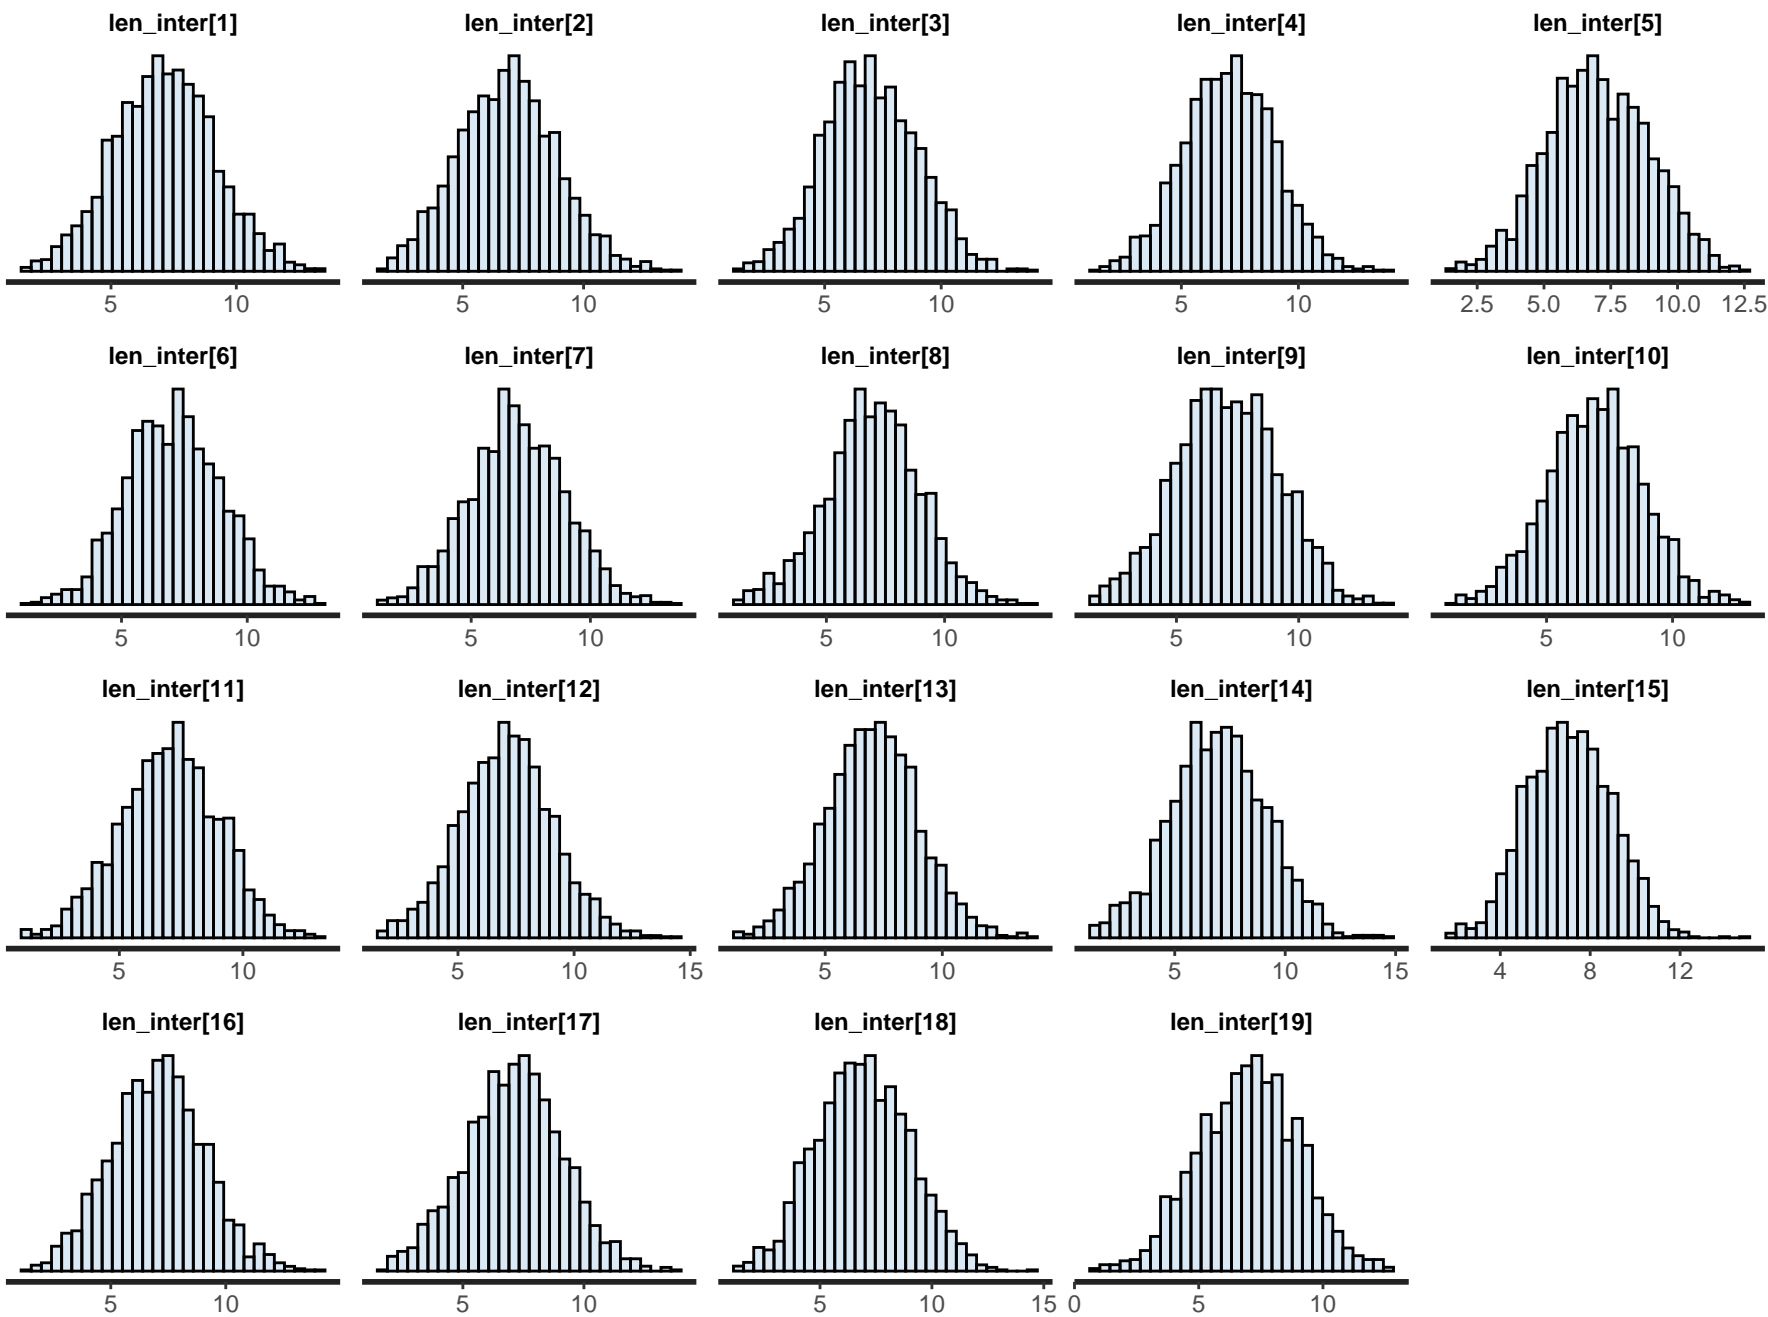 len_inter[1] len_inter[2] len_inter[3] len_inter[4] len_inter[5]
5 10 5 10 5 10 5 10 2.5 5.0 7.5 10.0 12.5
len_inter[6] len_inter[7] len_inter[8] len_inter[9] len_inter[10]
5 10 5 10 5 10 5 10 5 10
len_inter[11] len_inter[12] len_inter[13] len_inter[14] len_inter[15]
5 10 5 10 15 5 10 5 10 15 4 8 12
len_inter[16] len_inter[17] len_inter[18] len_inter[19]
5 10 5 10 5 10 15 0 5 10